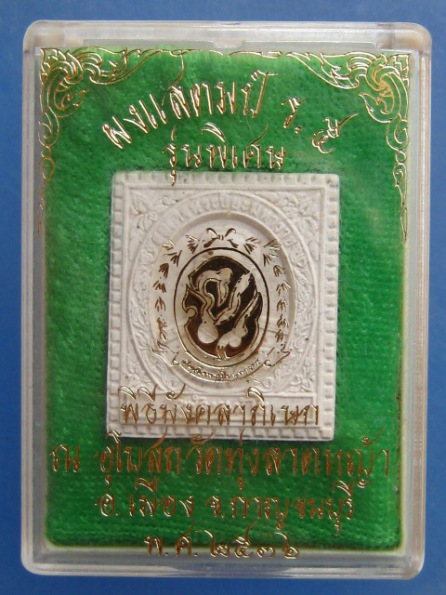 ผงแสตมป์ ร. ๕
รุ่นพิเศษ
พิธีพุทธาภิเษก
ณ อุโบสถวัดทุ่งลาดหญ้า
อ.เมือง จ.กาญจนบุรี
พ.ศ.๒๕๓๖